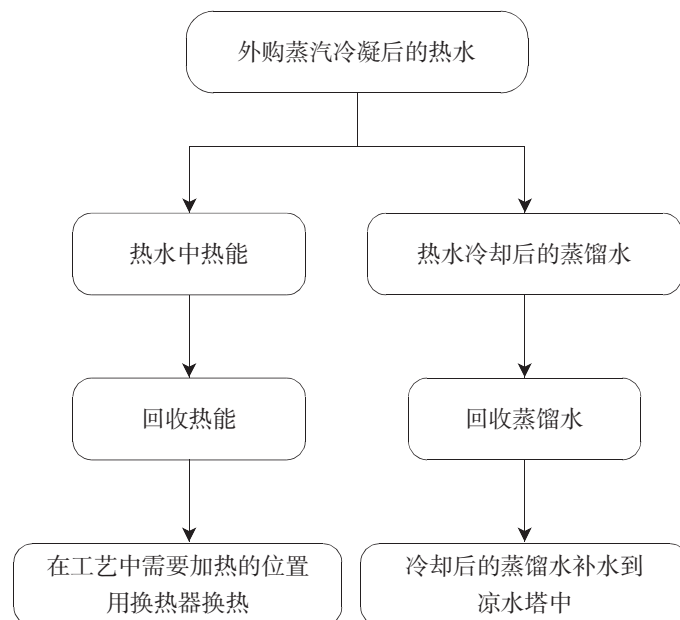 外购蒸汽冷凝后的热水
热水中热能
热水冷却后的蒸馏水
回收热能
回收蒸馏水
在工艺中需要加热的位置
用换热器换热
冷却后的蒸馏水补水到
凉水塔中